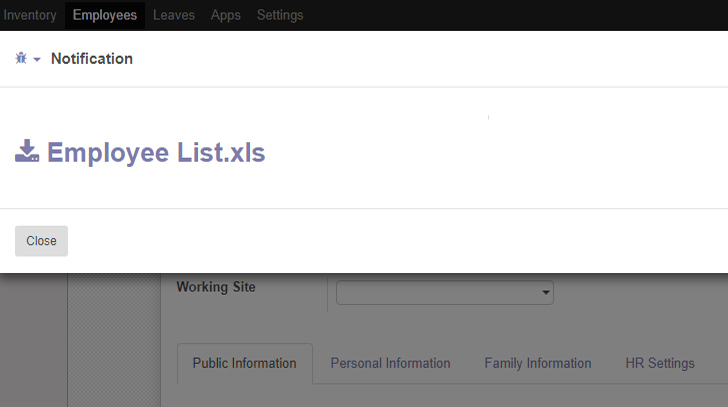 Inventory Employees Leaves Apps Settings
Notification
Employee List.xls
Close
Working Site
Public Information Personal Information Family Information HR Settings